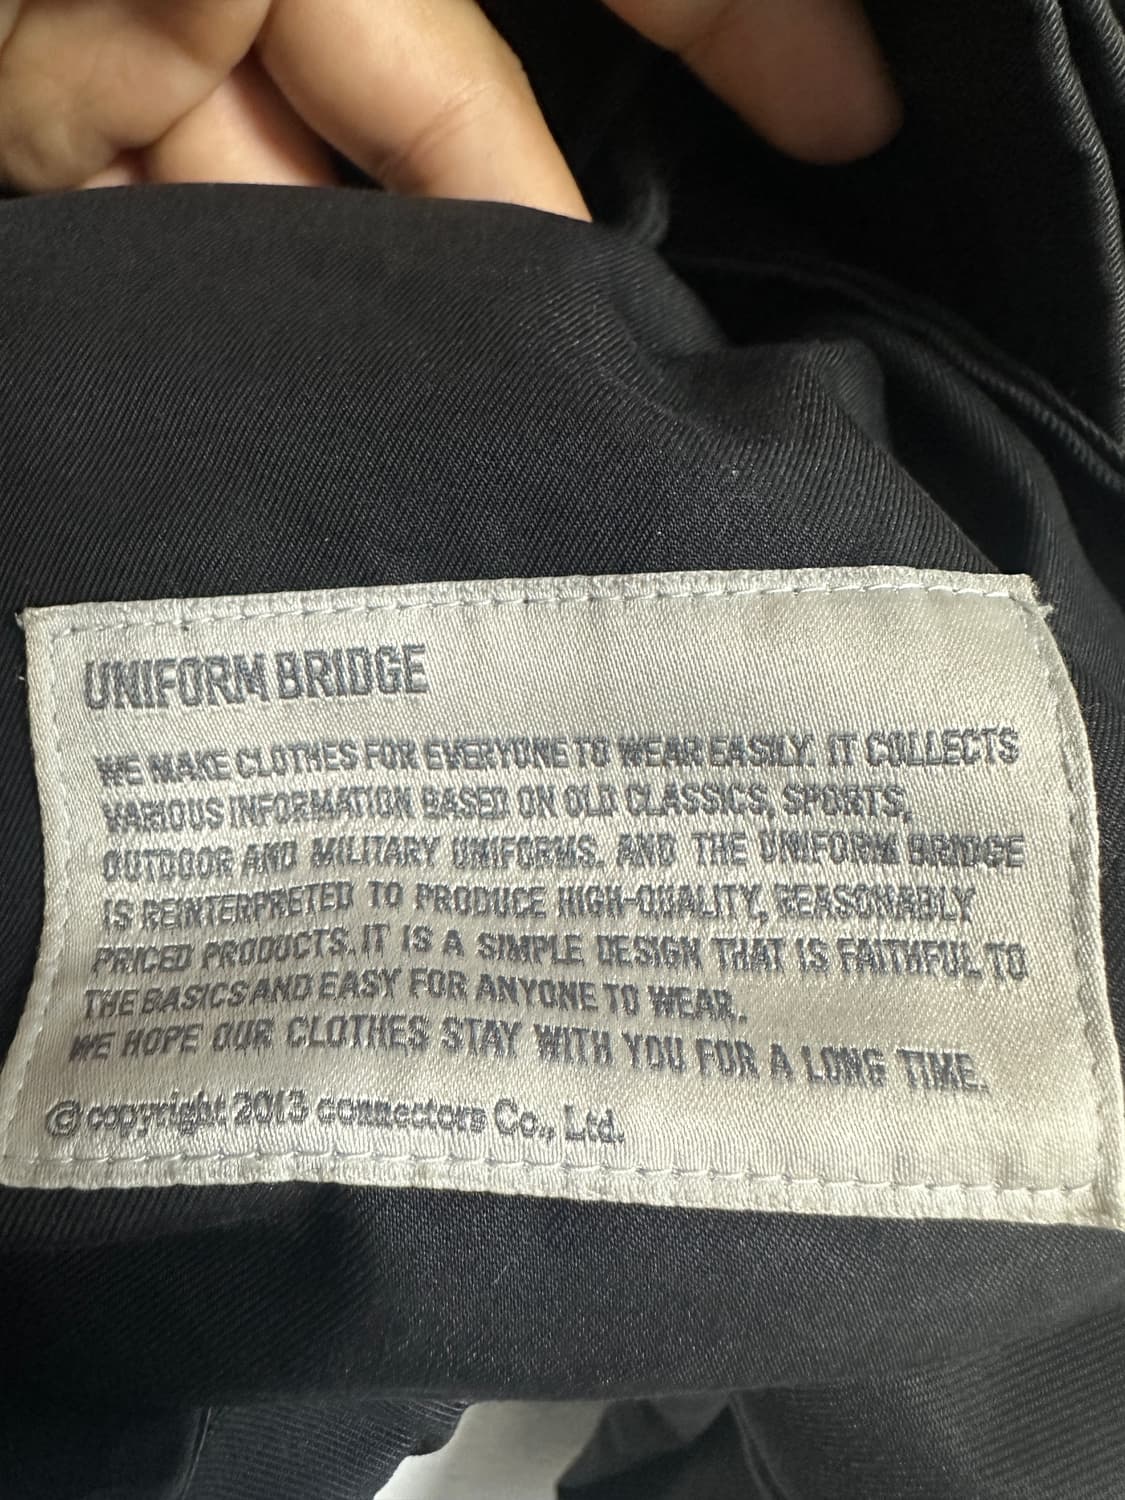 UNIFORM BRIDGE
WE MAKE CLOTHES FOR EVERYONE TO WEAR EASILY. IT COLLECTS
VARIOUS INFORMATION BASED ON OLD CLASSICS, SPORTS,
OUTDOOR AND MILITARY UNIFORMS. AND THE UNIFORM BRIDGE
IS REINTERPRETED TO PRODUCE HIGH-QUALITY, REASONABLY
PRICED PRODUCTS. IT IS A SIMPLE DESIGN THAT IS FAITHFUL TO
THE BASICS AND EASY FOR ANYONE TO WEAR.
WE HOPE OUR CLOTHES STAY WITH YOU FOR A LONG TIME.
© copyright 2013 connectors Co., Ltd.